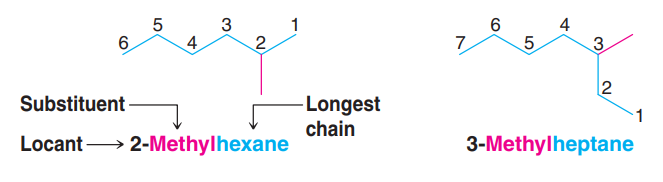 6 5 4 3 2 1
Substituent
Longest chain
Locant 2-Methylhexane
7 6 5 4 3 2 1
3-Methylheptane